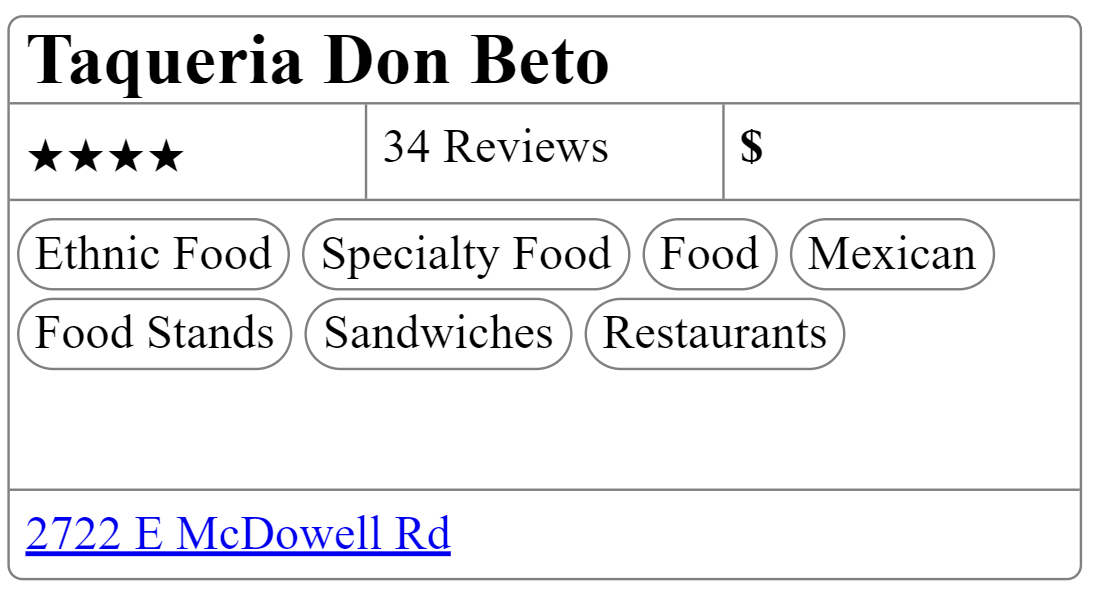 Taqueria Don Beto
★★★★ 34 Reviews $
Ethnic Food Specialty Food Food Mexican
Food Stands Sandwiches Restaurants
2722 E McDowell Rd